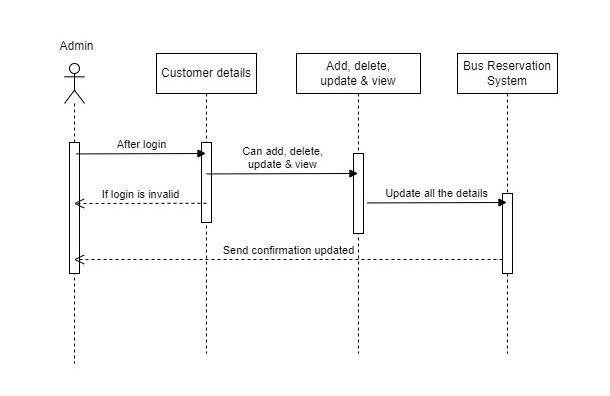 Admin
Customer details
Add, delete,
update & view
Bus Reservation
System
After login
Can add, delete,
update & view
If login is invalid
Update all the details
Send confirmation updated